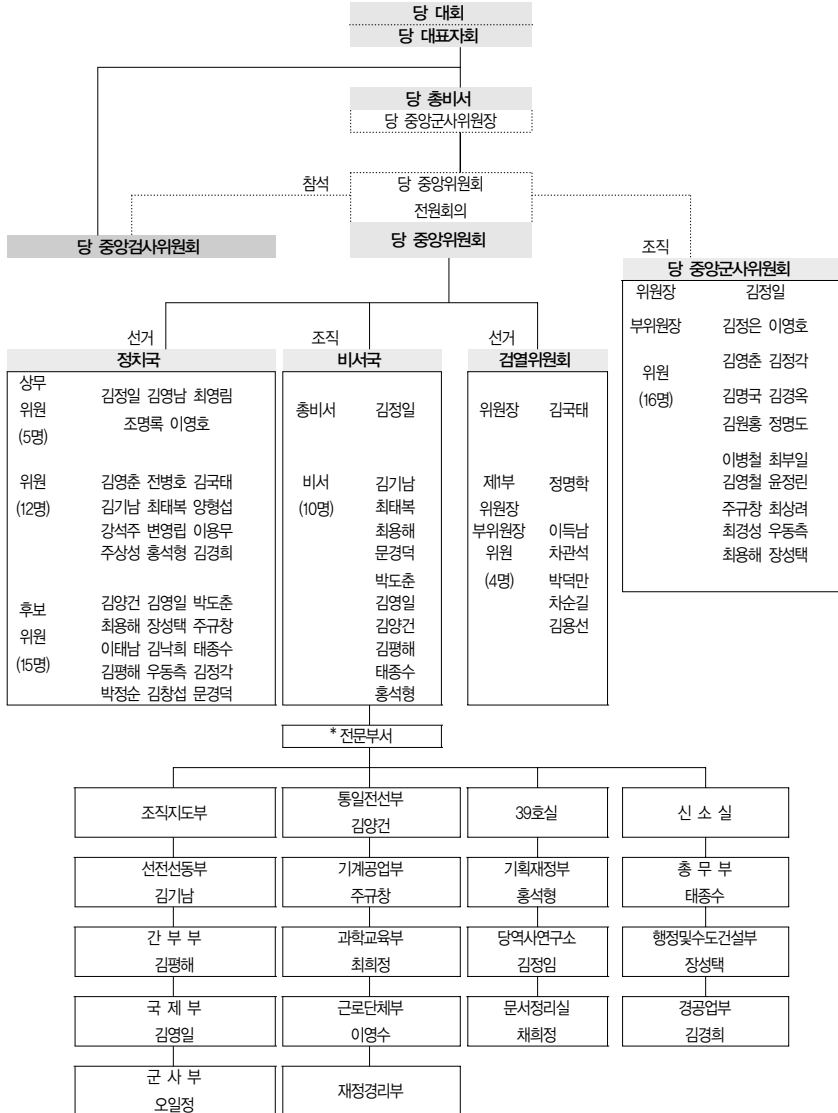 당 대회
당 대표자회
당 총비서
당 중앙군사위원장
참석
당 중앙위원회
전원회의
당 중앙위원회
당 중앙검사위원회
조직
당 중앙군사위원회
위원장 김정일
부위원장 김정은 이영호
위원
(16명)
김영춘 김정각
김명국 김경옥
김원홍 정명도
이병철 최부일
김영철 윤정린
주규창 최상려
최경성 우동측
최용해 장성택
선거
정치국
상무
위원
(5명)
김정일 김영남 최영림
조명록 이영호
위원
(12명)
김영춘 전병호 김국태
김기남 최태복 양형섭
강석주 변영립 이용무
주상성 홍석형 김경희
후보
위원
(15명)
김양건 김영일 박도춘
최용해 장성택 주규창
이태남 김낙희 태종수
김평해 우동측 김정각
박정순 김창섭 문경덕
조직
비서국
총비서 김정일
비서
(10명)
김기남
최태복
최용해
문경덕
박도춘
김영일
김양건
김평해
태종수
홍석형
선거
검열위원회
위원장 김국태
제1부
위원장
정명학
부위원장 이득남
위원
(4명)
차관석
박덕만
차순길
김용선
* 전문부서
조직지도부
통일전선부
김양건
39호실
신 소 실
선전선동부
김기남
기계공업부
주규창
기획재정부
홍석형
총 무 부
태종수
간 부 부
김평해
과학교육부
최희정
당역사연구소
김정임
행정및수도건설부
장성택
국 제 부
김영일
근로단체부
이영수
문서정리실
채희정
경공업부
김경희
군 사 부
오일정
재정경리부